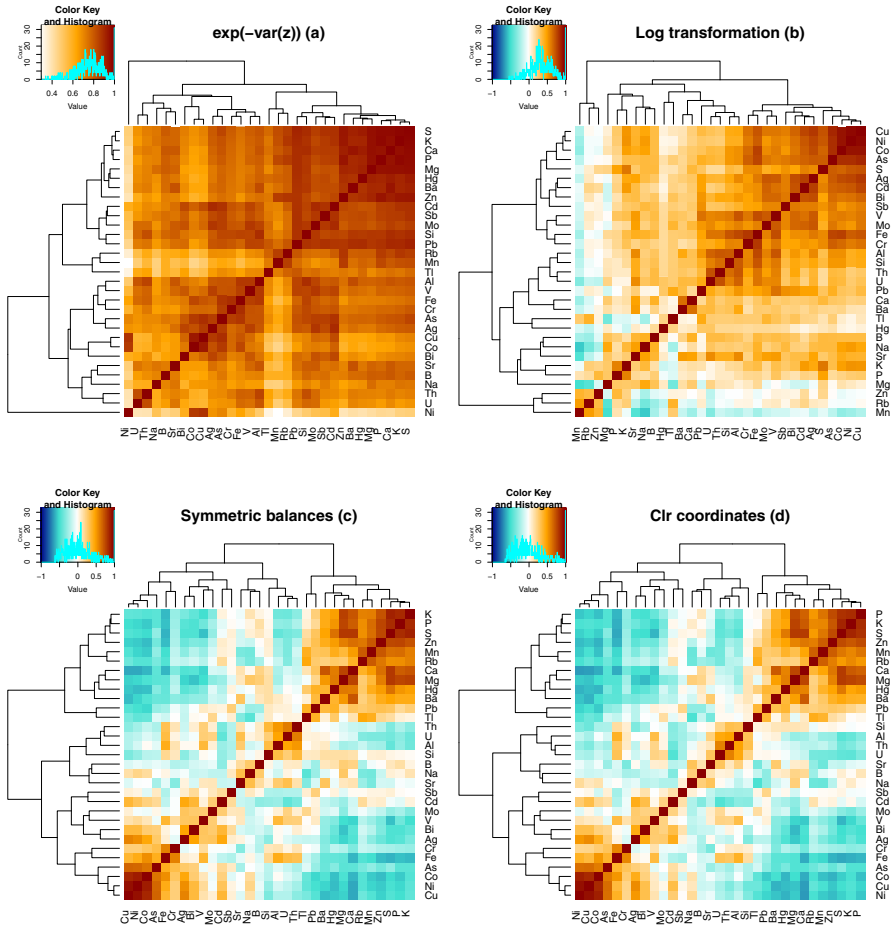 Color Key
and Histogram
Count
0 10 20 30
0.4 0.6 0.8 1
Value
exp(−var(z)) (a)
S
K
Ca
P
Mg
Hg
Ba
Zn
Cd
Sb
Mo
Si
Pb
Rb
Mn
Tl
Al
V
Fe
Cr
As
Ag
Cu
Co
Bi
Sr
B
Na
Th
U
Ni
Ni U Th Na B Sr Bi Co Cu Ag As Cr Fe V Al Tl Mn Rb Pb Si Mo Sb Cd Zn Ba Hg Mg P Ca K S
Color Key
and Histogram
Count
0 10 20 30
−1 0 0.5 1
Value
Log transformation (b)
Cu
Ni
Co
As
S
Ag
Cd
Bi
Sb
V
Mo
Fe
Cr
Al
Si
Th
U
Pb
Ca
Ba
Tl
Hg
B
Na
Sr
K
P
Mg
Zn
Rb
Mn
Mn Rb Zn Mg P K Sr Na B Hg Tl Ba Ca Pb U Th Si Al Cr Fe Mo V Sb Bi Cd Ag S As Co Ni Cu
Color Key
and Histogram
Count
0 10 20 30
−1 0 0.5 1
Value
Symmetric balances (c)
K
P
S
Zn
Mn
Rb
Ca
Mg
Hg
Ba
Pb
Tl
Th
U
Al
Si
B
Na
Sr
Sb
Cd
Mo
V
Bi
Ag
Cr
Fe
As
Co
Ni
Cu
Cu Ni Co As Fe Cr Ag Bi V Mo Cd Sb Sr Na B Si Al U Th Tl Pb Ba Hg Mg Ca Rb Mn Zn S P K
Color Key
and Histogram
Count
0 10 20 30
−1 0 0.5 1
Value
Clr coordinates (d)
P
K
S
Zn
Mn
Rb
Ca
Mg
Hg
Ba
Pb
Tl
Si
Al
Th
U
Sr
B
Na
Sb
Cd
Mo
V
Bi
Ag
Cr
Fe
As
Co
Cu
Ni
Ni Cu Co As Fe Cr Ag Bi V Mo Cd Sb Na B Sr U Th Al Si Tl Pb Ba Hg Mg Ca Rb Mn Zn S K P